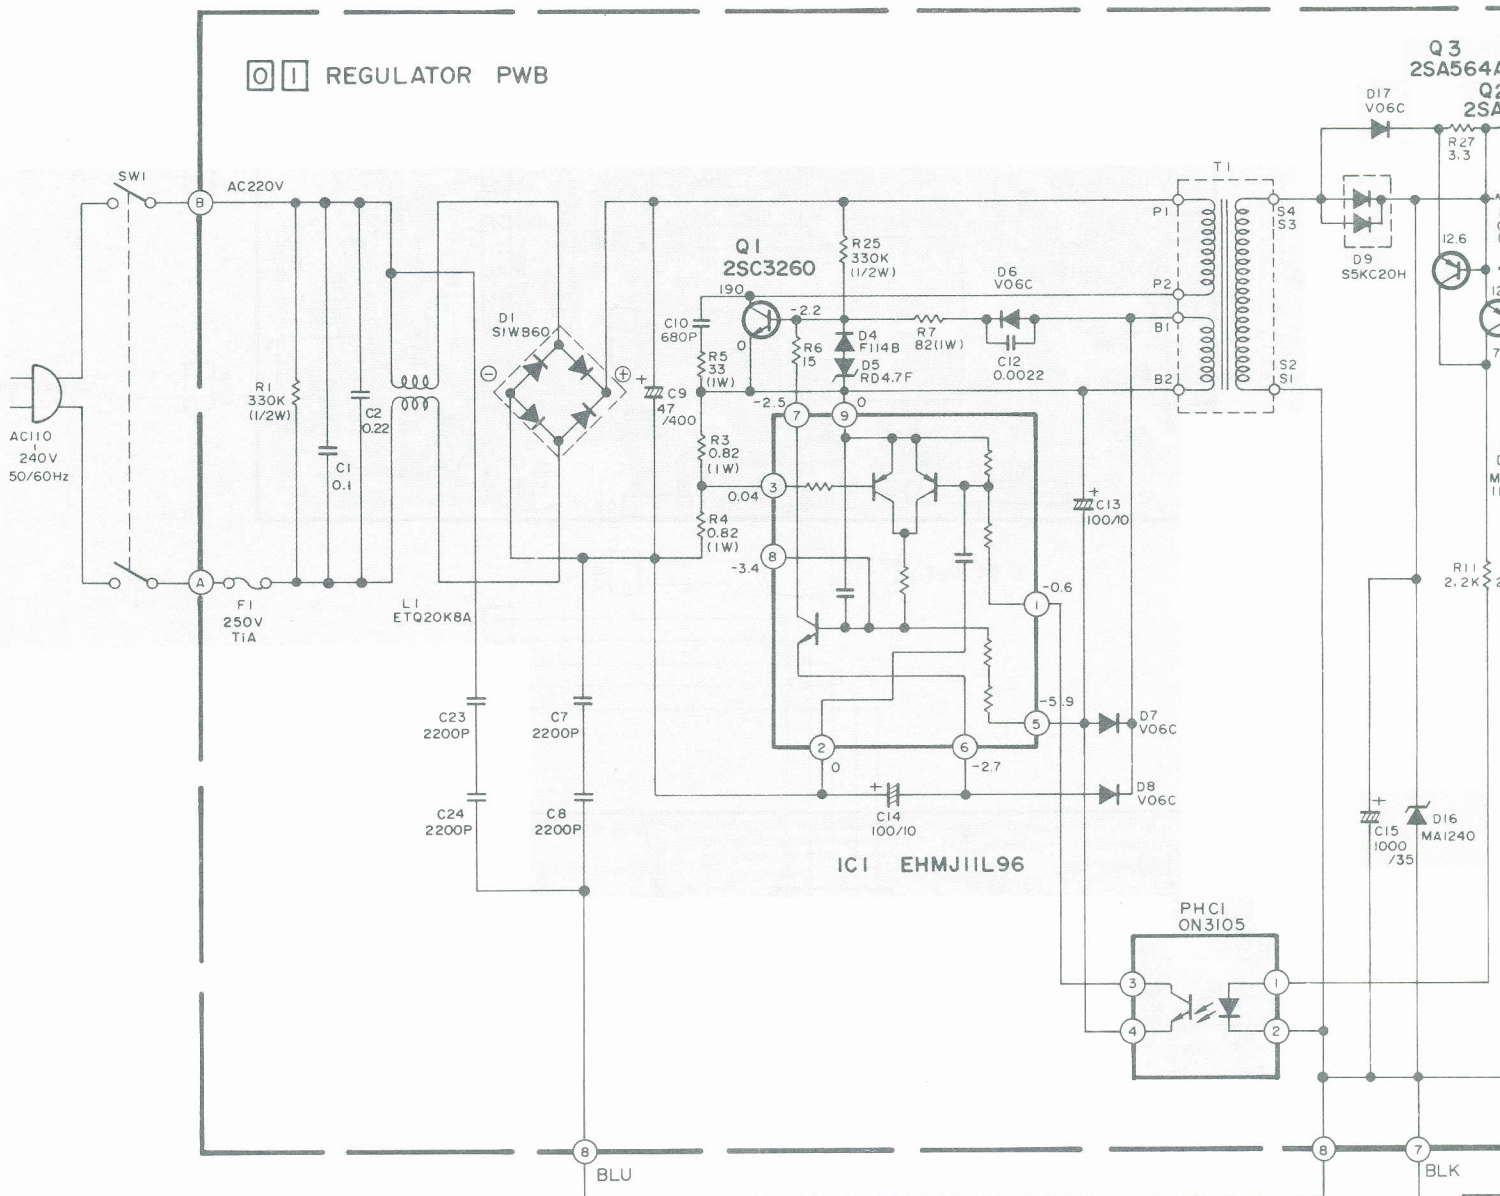 0 1 REGULATOR PWB
Q3
2SA564A
Q2
2SA
D17
V06C
R27
3.3
T1
SW1
B
AC220V
P1
S4
S3
Q1
2SC3260
190
R25
330K
(1/2W)
D6
V06C
P2
B1
12.6
D9
S5KC20H
12
7
D1
S1WB60
C10
680P
-2.2
0
R6
15
D4
F114B
R7
82(1W)
C12
0.0022
R5
33
(1W)
D5
RD4.7F
B2
S2
S1
+
C9
47
/400
-2.5
7
9
0
R1
330K
(1/2W)
C2
0.22
AC110
240V
50/60Hz
C1
0.1
R3
0.82
(1W)
0.04
3
+
C13
100/10
R4
0.82
(1W)
8
-3.4
-0.6
1
R11
2.2K
A
F1
250V
T1A
L1
ETQ20K8A
C23
2200P
C7
2200P
-5.9
5
D7
V06C
2
0
6
-2.7
C24
2200P
C8
2200P
+
C14
100/10
D8
V06C
+
C15
1000
/35
D16
MA1240
IC1 EHMJ11L96
PHC1
ON3105
3
1
4
2
8
BLU
8
7
BLK